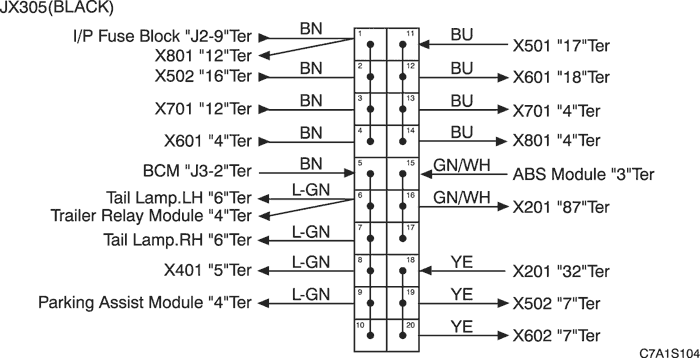 JX305(BLACK)
I/P Fuse Block "J2-9"Ter BN 1 11 BU X501 "17"Ter
X801 "12"Ter
X502 "16"Ter BN 2 12 BU X601 "18"Ter
X701 "12"Ter BN 3 13 BU X701 "4"Ter
X601 "4"Ter BN 4 14 BU X801 "4"Ter
BCM "J3-2"Ter BN 5 15 GN/WH ABS Module "3"Ter
Tail Lamp.LH "6"Ter L-GN 6 16 GN/WH X201 "87"Ter
Trailer Relay Module "4"Ter
Tail Lamp.RH "6"Ter L-GN 7 17
X401 "5"Ter L-GN 8 18 YE X201 "32"Ter
Parking Assist Module "4"Ter L-GN 9 19 YE X502 "7"Ter
10 20 YE X602 "7"Ter
C7A1S104